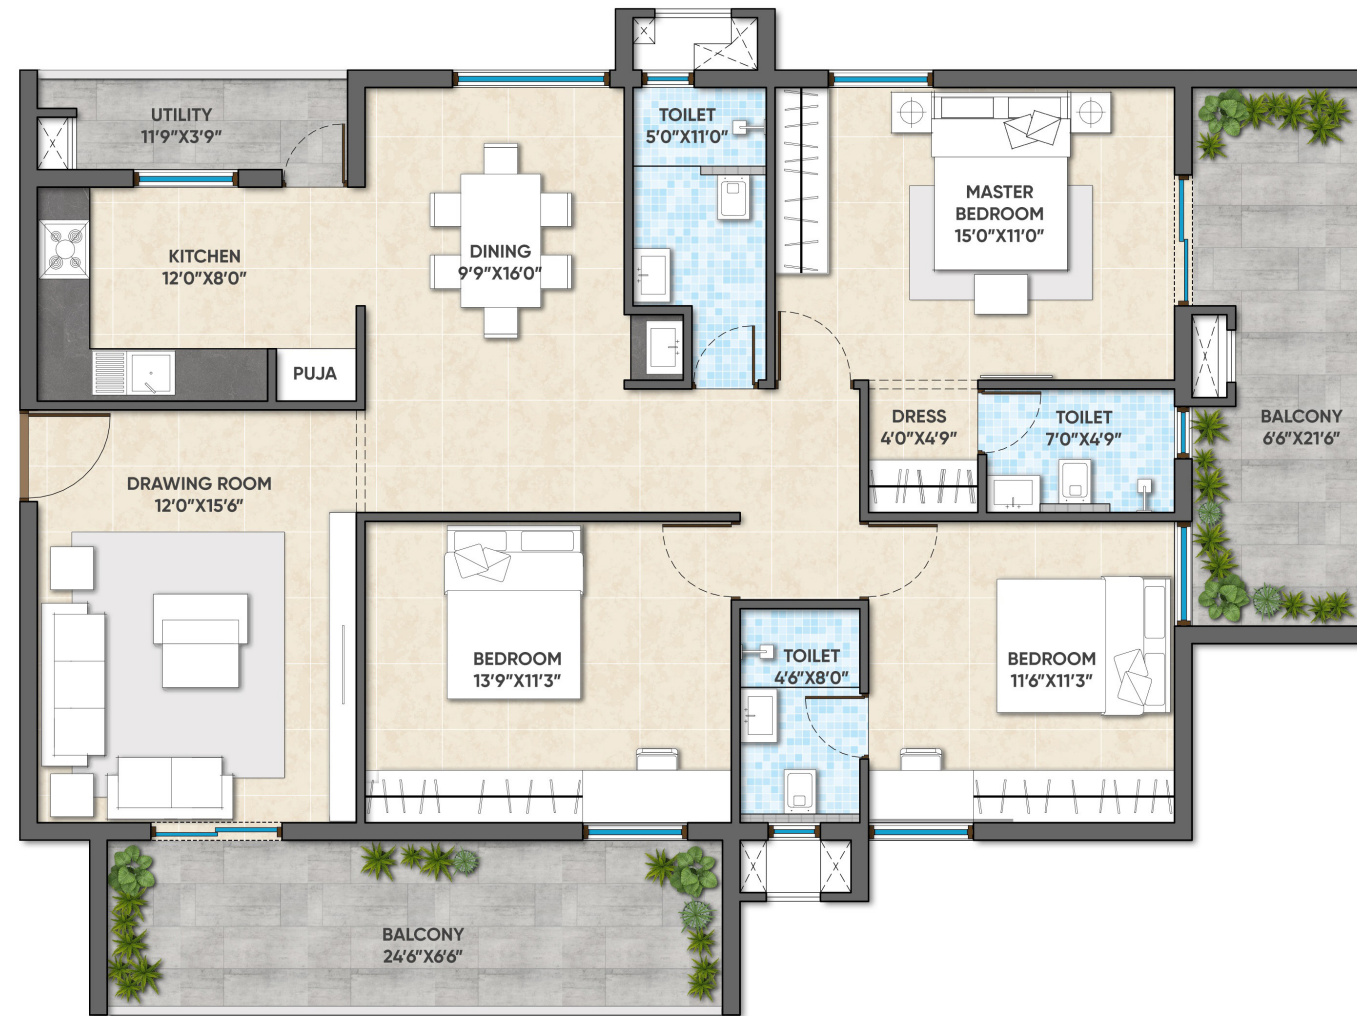 UTILITY
11'9"X3'9"
TOILET
5'0"X11'0"
MASTER
BEDROOM
15'0"X11'0"
KITCHEN
12'0"X8'0"
DINING
9'9"X16'0"
PUJA
DRESS
4'0"X4'9"
TOILET
7'0"X4'9"
BALCONY
6'6"X21'6"
DRAWING ROOM
12'0"X15'6"
BEDROOM
13'9"X11'3"
TOILET
4'6"X8'0"
BEDROOM
11'6"X11'3"
BALCONY
24'6"X6'6"